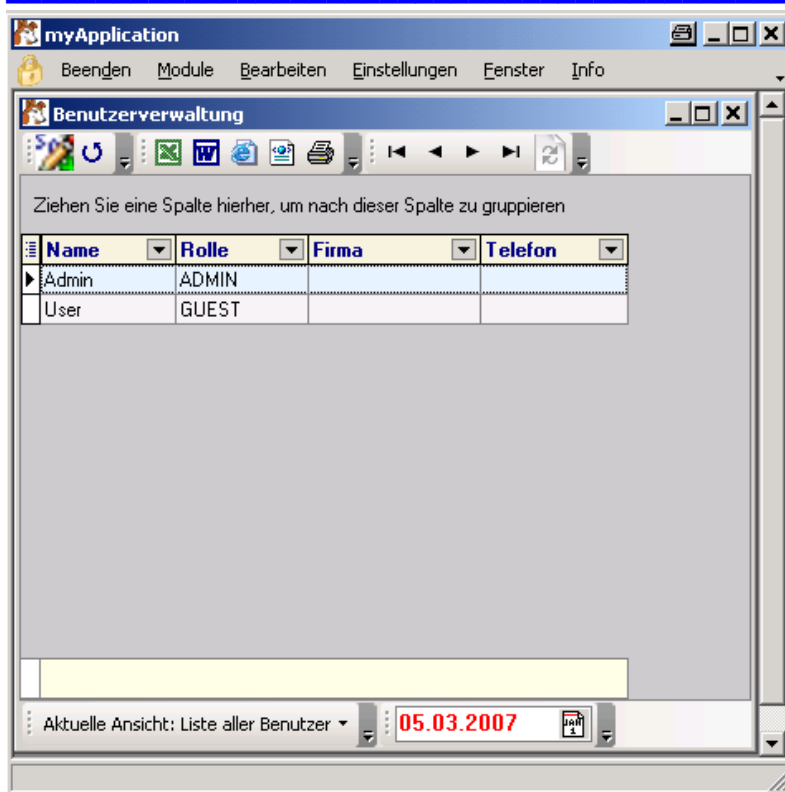 myApplication
Beenden Module Bearbeiten Einstellungen Fenster Info
Benutzerverwaltung
Ziehen Sie eine Spalte hierher, um nach dieser Spalte zu gruppieren
Name Rolle Firma Telefon
Admin ADMIN
User GUEST
Aktuelle Ansicht: Liste aller Benutzer 05.03.2007